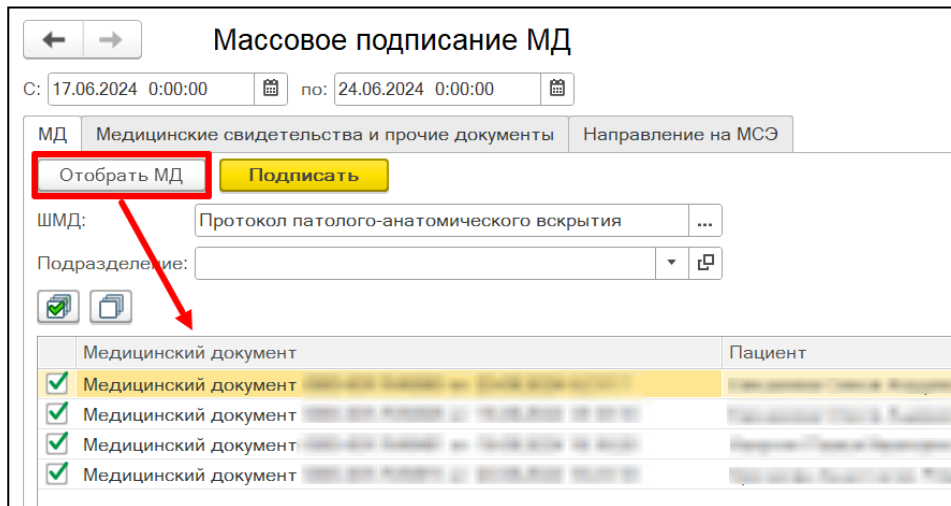 Массовое подписание МД
С: 17.06.2024 0:00:00 по: 24.06.2024 0:00:00
МД Медицинские свидетельства и прочие документы Направление на МСЭ
Отобрать МД Подписать
ШМД: Протокол патолого-анатомического вскрытия ...
Подразделение:
Медицинский документ Пациент
Медицинский документ
Медицинский документ
Медицинский документ
Медицинский документ